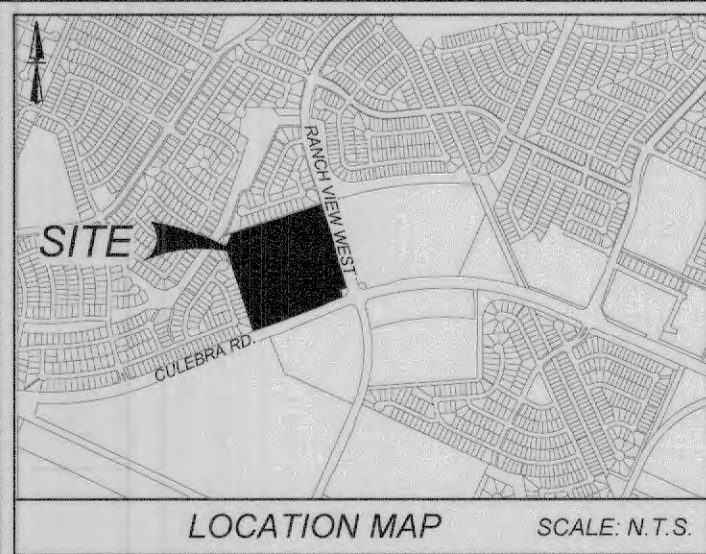 RANCH VIEW WEST
SITE
CULEBRA RD.
LOCATION MAP SCALE: N.T.S.